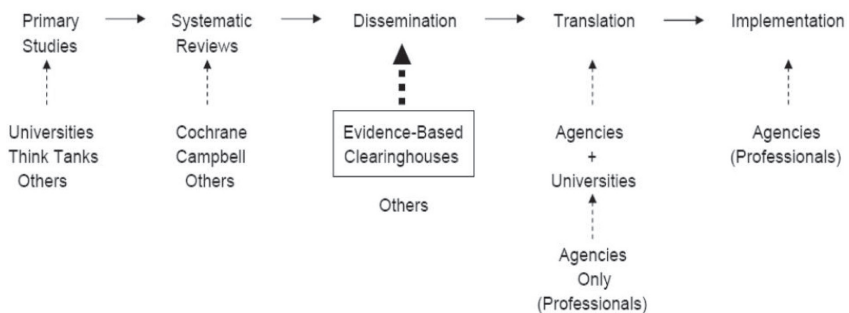 Primary Studies
Systematic Reviews
Dissemination
Translation
Implementation
Universities
Think Tanks
Others
Cochrane
Campbell
Others
Evidence-Based
Clearinghouses
Others
Agencies
+
Universities
Agencies
Only
(Professionals)
Agencies
(Professionals)